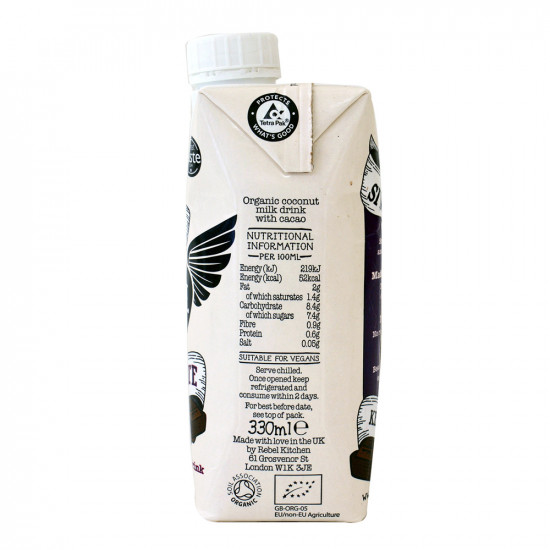 PROTECTS
Tetra Pak
WHAT'S GOOD
Organic coconut
milk drink
with cacao
NUTRITIONAL
INFORMATION
PER 100ML
Energy (kJ) 219kJ
Energy (kcal) 52kcal
Fat 2g
of which saturates 1.4g
Carbohydrate 8.4g
of which sugars 7.4g
Fibre 0.9g
Protein 0.6g
Salt 0.05g
SUITABLE FOR VEGANS
Serve chilled.
Once opened keep
refrigerated and
consume within 2 days.
For best before date,
see top of pack.
330ml e
Made with love in the UK
by Rebel Kitchen
61 Grosvenor St
London W1K 3JE
SOIL ASSOCIATION
ORGANIC
GB-ORG-05
EU/non-EU Agriculture